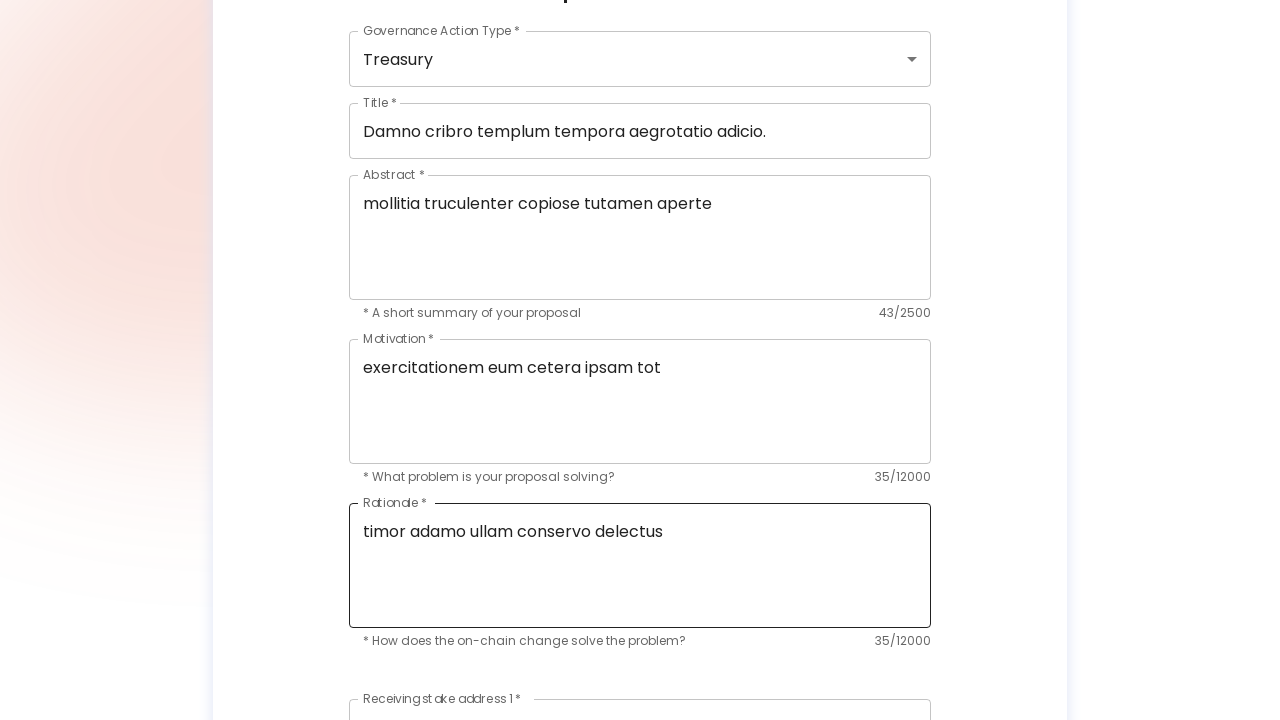 Governance Action Type *
Treasury
Title *
Damno cribro templum tempora aegrotatio adicio.
Abstract *
mollitia truculenter copiose tutamen aperte
* A short summary of your proposal
43/2500
Motivation *
exercitationem eum cetera ipsam tot
* What problem is your proposal solving?
35/12000
Rationale *
timor adamo ullam conservo delectus
* How does the on-chain change solve the problem?
35/12000
Receiving stake address 1 *